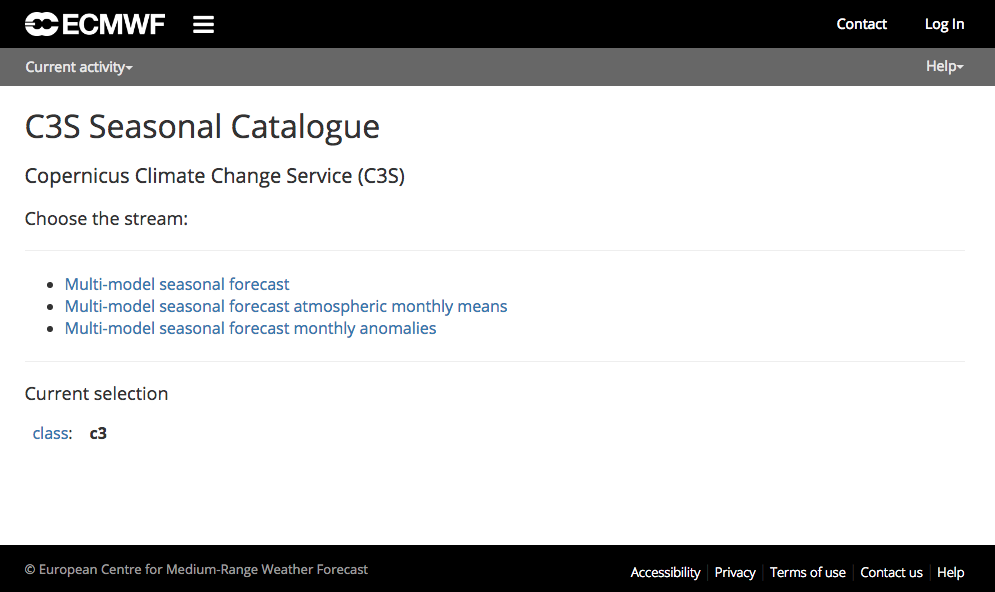 ECMWF
Contact
Log In
Current activity
Help
C3S Seasonal Catalogue
Copernicus Climate Change Service (C3S)
Choose the stream:
Multi-model seasonal forecast
Multi-model seasonal forecast atmospheric monthly means
Multi-model seasonal forecast monthly anomalies
Current selection
class: c3
© European Centre for Medium-Range Weather Forecast
Accessibility Privacy Terms of use Contact us Help